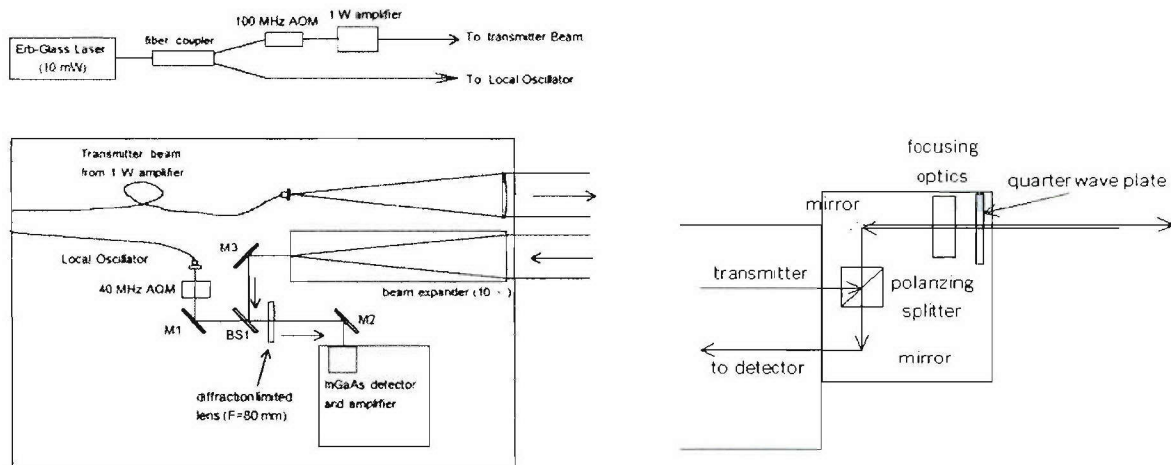 100 MHz AOM
1 W amplifier
fiber coupler
Erb-Glass Laser
(10 mW)
To transmitter Beam
To Local Oscillator
Transmitter beam
from 1 W amplifier
Local Oscillator
40 MHz AOM
M3
M1
BS1
M2
beam expander (10
diffraction limited
lens (F=80 mm)
InGaAs detector
and amplifier
focusing
optics
quarter wave plate
mirror
transmitter
polarizing
splitter
to detector
mirror